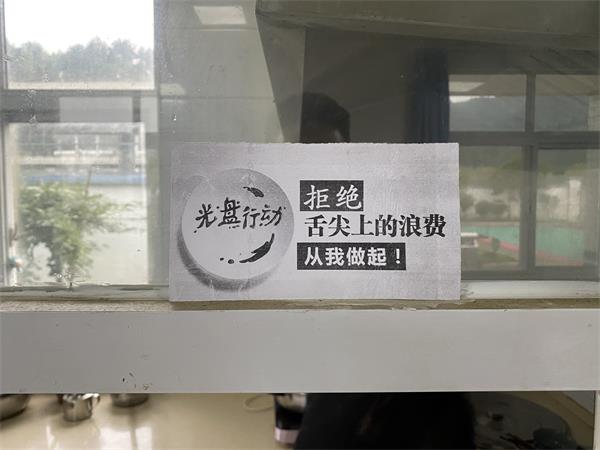 光盘行动
拒绝
舌尖上的浪费
从我做起！